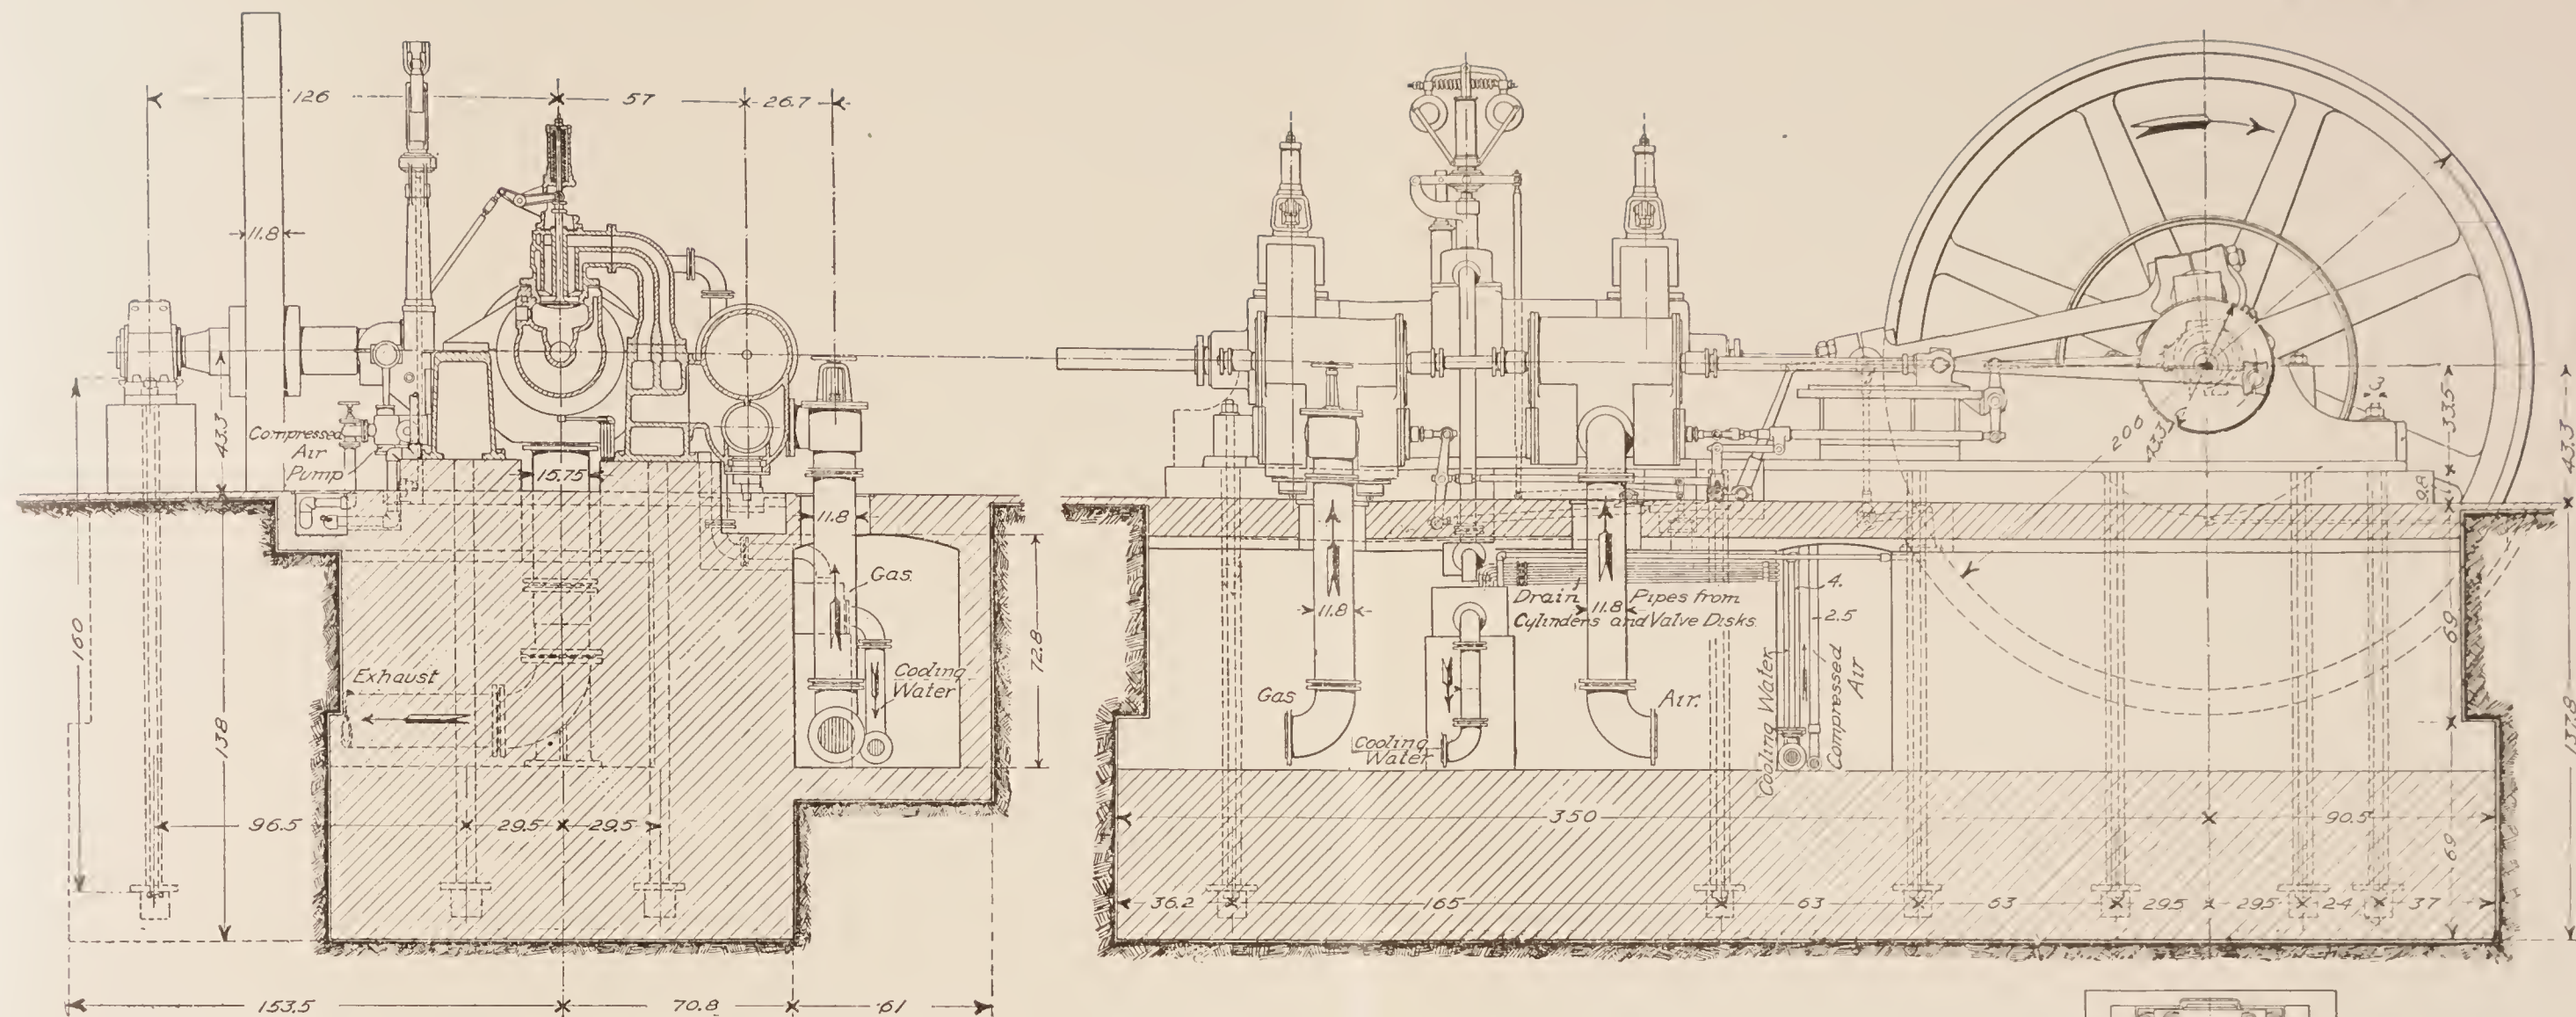 126
57
26.7
11.8
43.3
Compressed
Air
Pump
15.75
11.8
Gas.
160
Exhaust
Cooling
Water
72.8
138
96.5
29.5
29.5
153.5
70.8
61
200
43.3
3
33.5
43.3
9.8
4.
2.5
Drain Pipes from
Cylinders and Valve Disks
11.8
11.8
Gas
Air.
Cooling
Water
Cooling Water
Compressed
Air
69
137.8
350
90.5
69
36.2
165
63
63
29.5
29.5
24
37